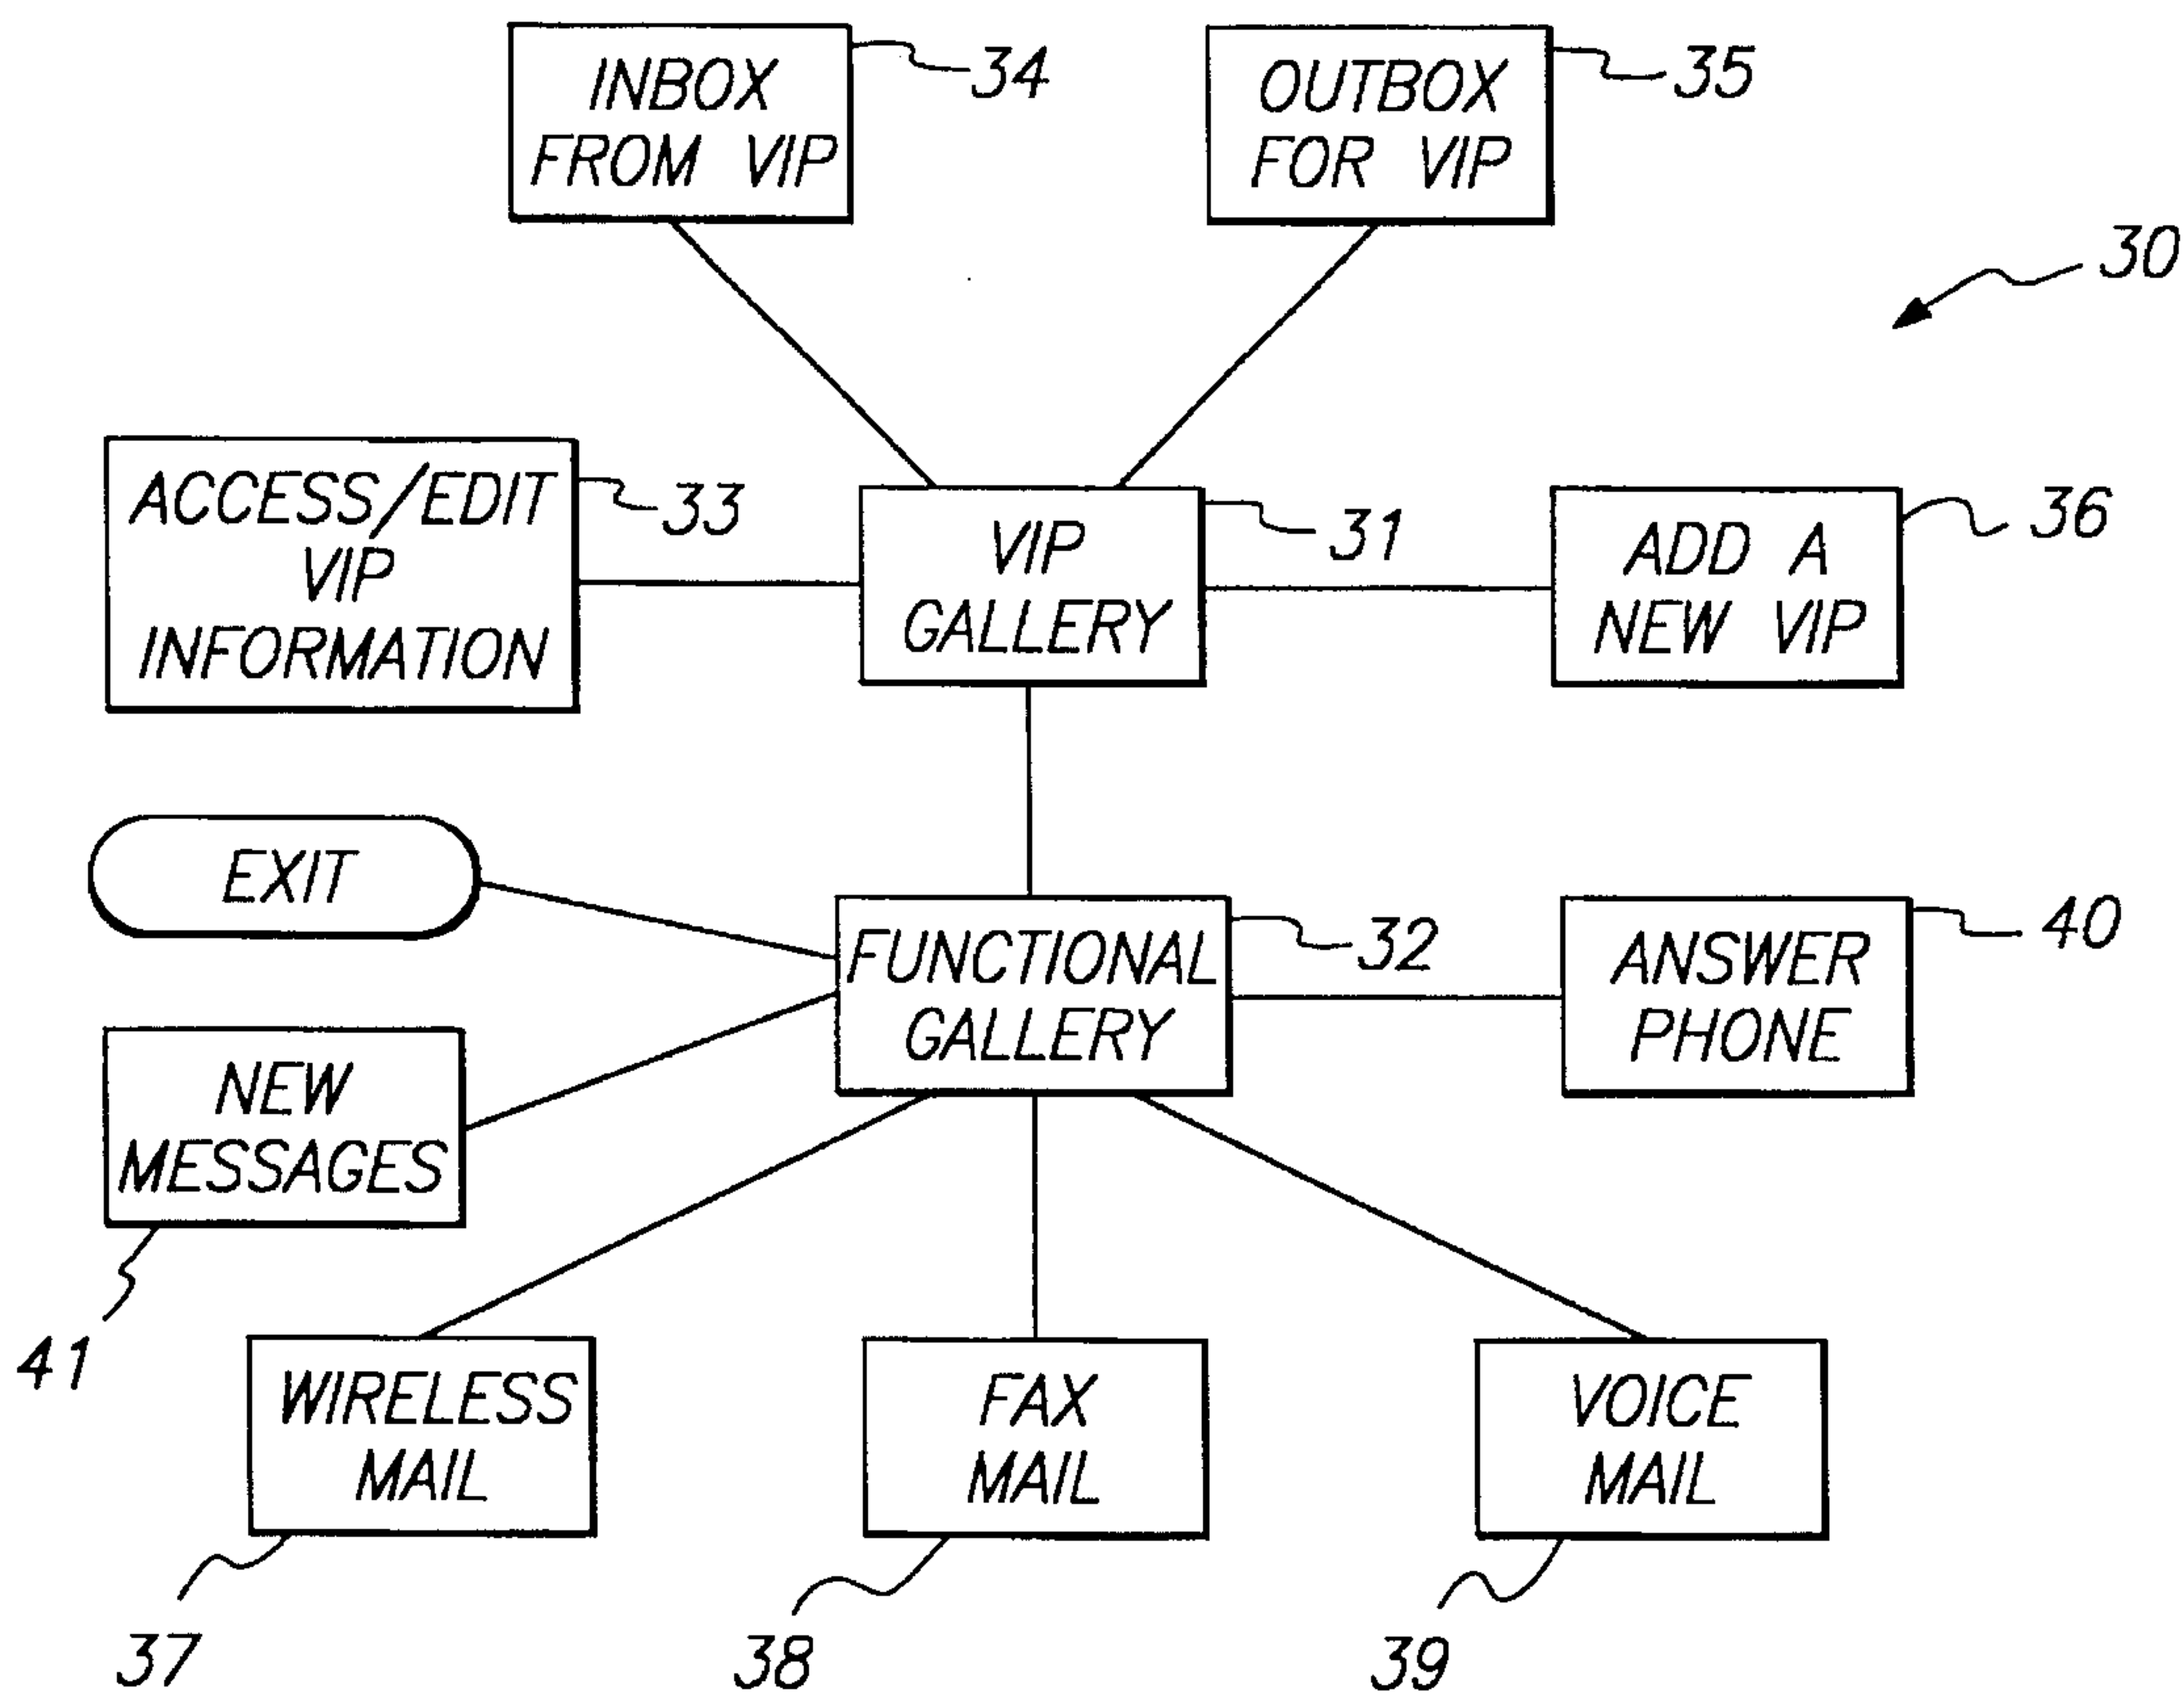 INBOX
FROM VIP
34
OUTBOX
FOR VIP
35
30
ACCESS/EDIT
VIP
INFORMATION
33
VIP
GALLERY
31
ADD A
NEW VIP
36
EXIT
FUNCTIONAL
GALLERY
32
ANSWER
PHONE
40
NEW
MESSAGES
41
WIRELESS
MAIL
37
FAX
MAIL
38
VOICE
MAIL
39